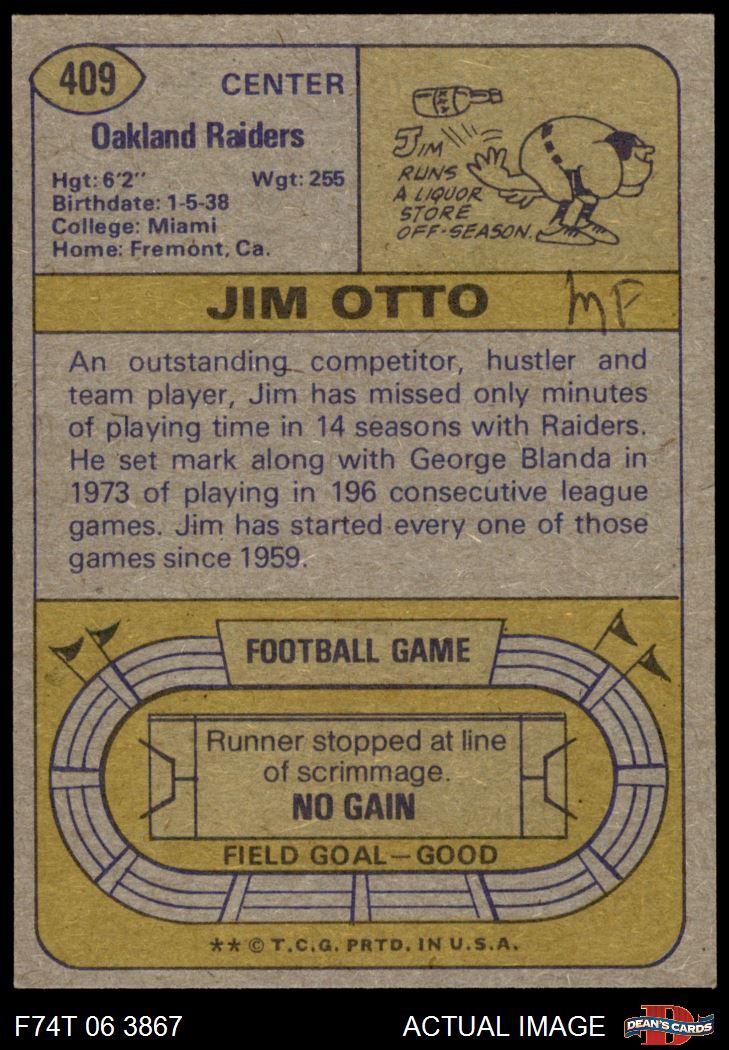 409
CENTER
Oakland Raiders
Hgt: 6'2" Wgt: 255
Birthdate: 1-5-38
College: Miami
Home: Fremont, Ca.
XXX
JIM
RUNS
A LIQUOR
STORE
OFF-SEASON.
JIM OTTO
MF
An outstanding competitor, hustler and
team player, Jim has missed only minutes
of playing time in 14 seasons with Raiders.
He set mark along with George Blanda in
1973 of playing in 196 consecutive league
games. Jim has started every one of those
games since 1959.
FOOTBALL GAME
Runner stopped at line
of scrimmage.
NO GAIN
FIELD GOAL—GOOD
** © T.C.G. PRTD. IN U.S.A.
F74T 06 3867
ACTUAL IMAGE
D
DEAN'S CARDS